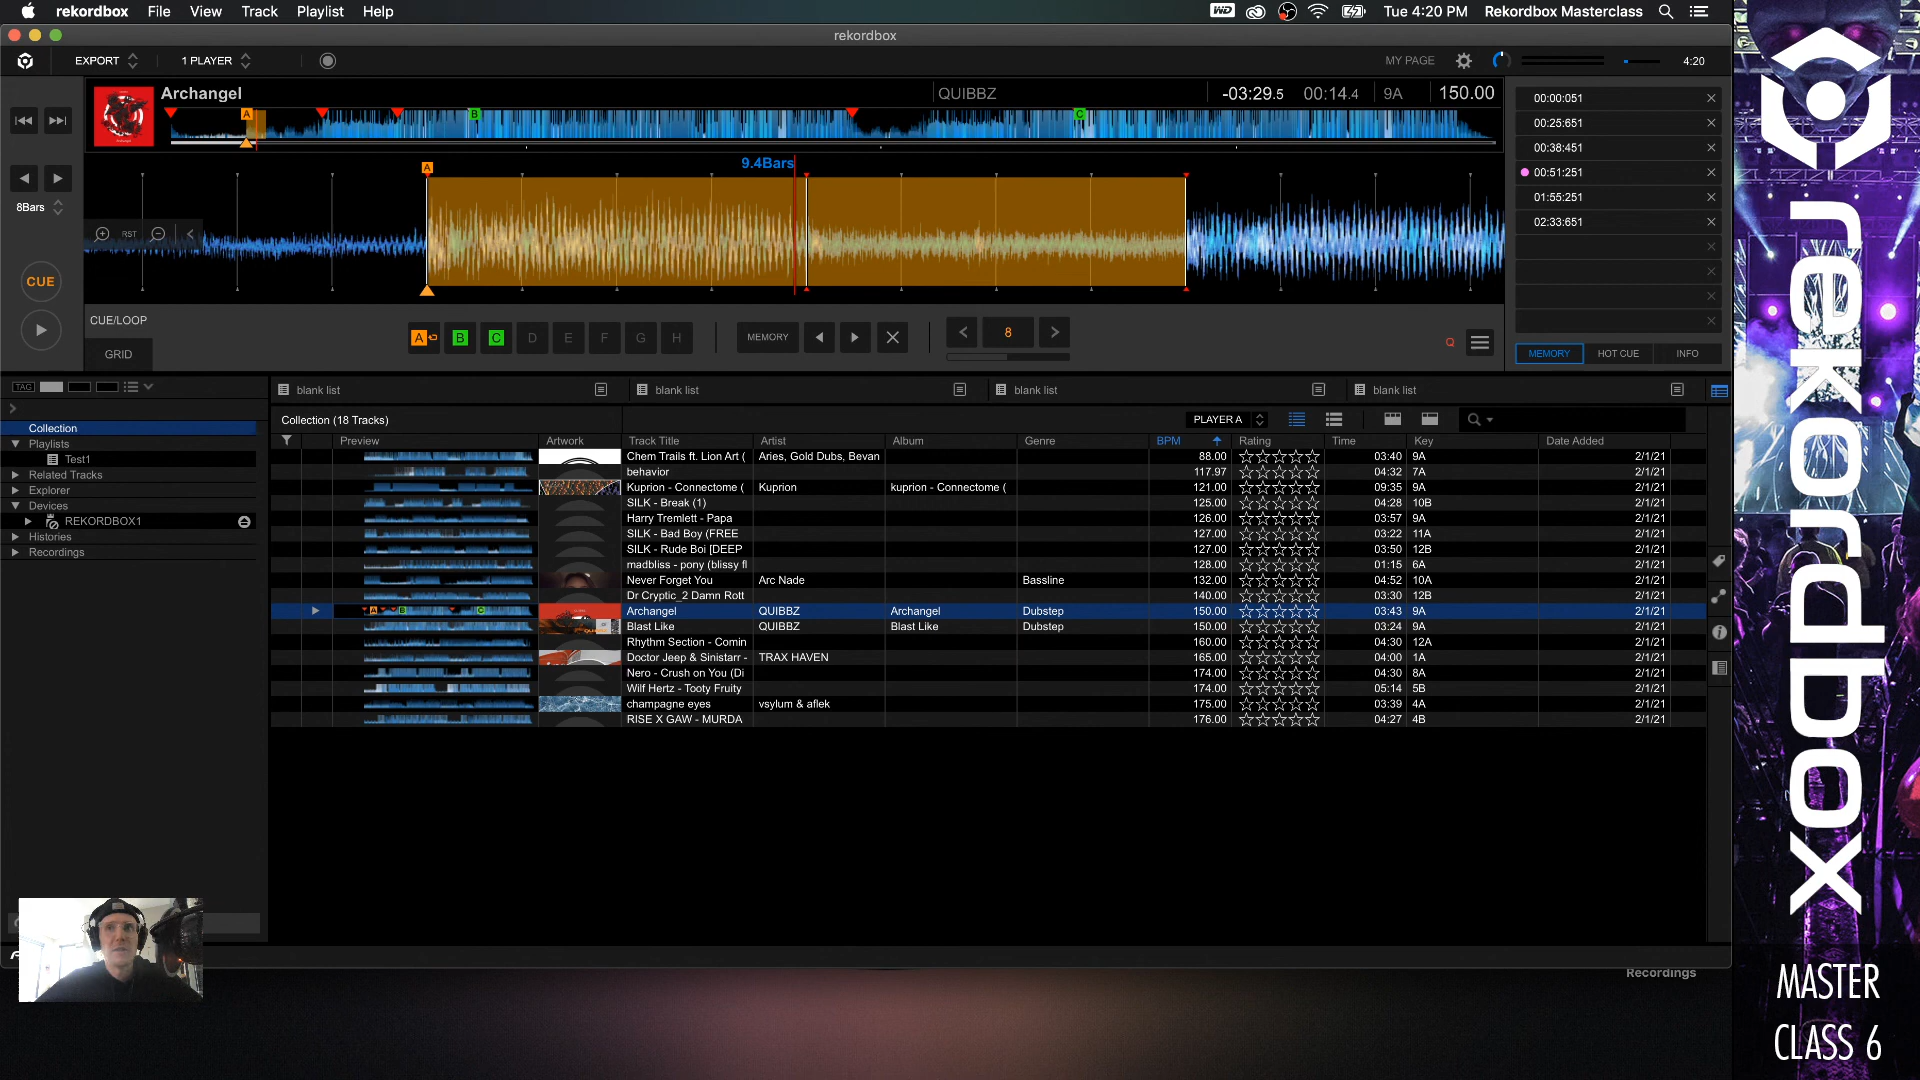 rekordbox File View Track Playlist Help
WD Tue 4:20 PM Rekordbox Masterclass
rekordbox
EXPORT 1 PLAYER MY PAGE 4:20
Archangel QUIBBZ -03:29.5 00:14.4 9A 150.00
A B C
9.4Bars
A
8Bars
RST
CUE
00:00:051
00:25:651
00:38:451
00:51:251
01:55:251
02:33:651
CUE/LOOP
GRID
A B C D E F G H MEMORY 8 Q
MEMORY HOT CUE INFO
TAG
blank list blank list blank list blank list
Collection (18 Tracks) PLAYER A
Collection
Playlists
Test1
Related Tracks
Explorer
Devices
REKORDBOX1
Histories
Recordings
Preview Artwork Track Title Artist Album Genre BPM Rating Time Key Date Added
Chem Trails ft. Lion Art ( Aries, Gold Dubs, Bevan 88.00 03:40 9A 2/1/21
behavior 117.97 04:32 7A 2/1/21
Kuprion - Connectome ( Kuprion kuprion - Connectome ( 121.00 09:35 9A 2/1/21
SILK - Break (1) 125.00 04:28 10B 2/1/21
Harry Tremlett - Papa 126.00 03:57 9A 2/1/21
SILK - Bad Boy (FREE 127.00 03:22 11A 2/1/21
SILK - Rude Boi [DEEP 127.00 03:50 12B 2/1/21
madbliss - pony (blissy fl 128.00 01:15 6A 2/1/21
Never Forget You Arc Nade Bassline 132.00 04:52 10A 2/1/21
Dr Cryptic_2 Damn Rott 140.00 03:30 12B 2/1/21
A B C Archangel QUIBBZ Archangel Dubstep 150.00 03:43 9A 2/1/21
Blast Like QUIBBZ Blast Like Dubstep 150.00 03:24 9A 2/1/21
Rhythm Section - Comin 160.00 04:30 12A 2/1/21
Doctor Jeep & Sinistarr - TRAX HAVEN 165.00 04:00 1A 2/1/21
Nero - Crush on You (Di 174.00 04:30 8A 2/1/21
Wilf Hertz - Tooty Fruity 174.00 05:14 5B 2/1/21
champagne eyes vsylum & aflek 175.00 03:39 4A 2/1/21
RISE X GAW - MURDA 176.00 04:27 4B 2/1/21
Recordings
rekordbox
MASTER
CLASS 6